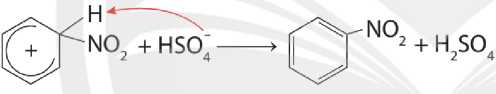 H
+ NO₂ + HSO₄⁻ ⟶ NO₂ + H₂SO₄